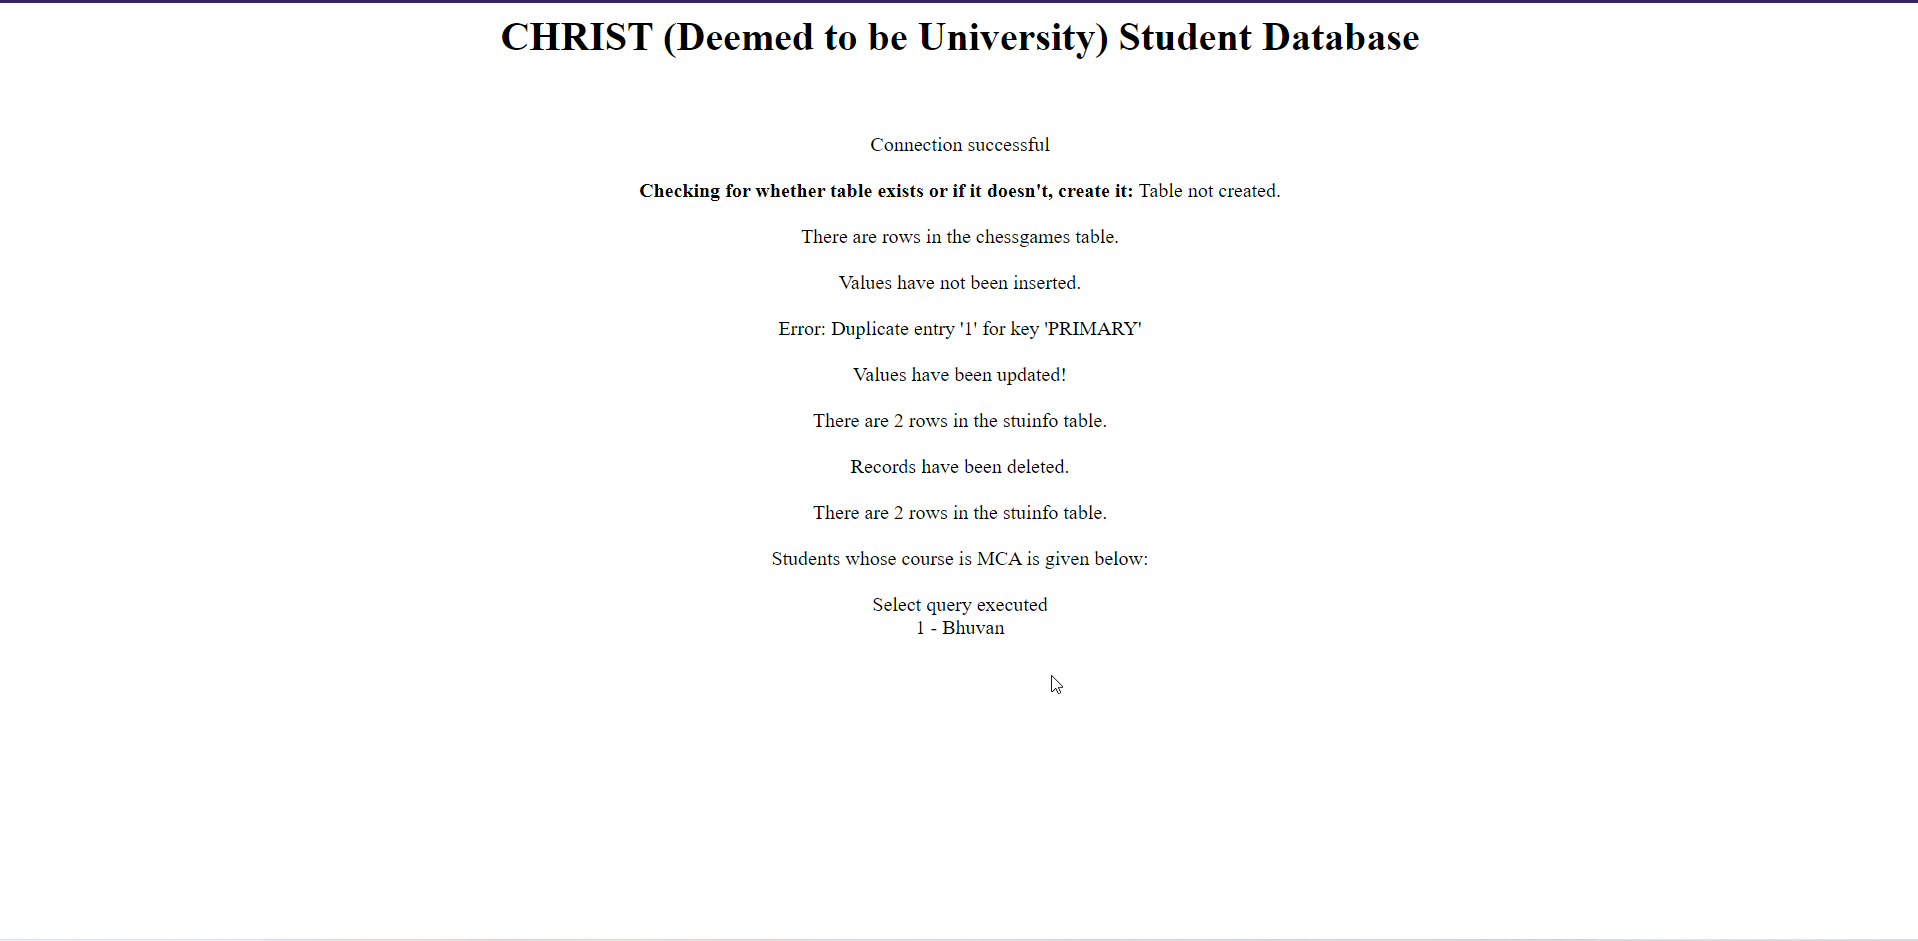 CHRIST (Deemed to be University) Student Database
Connection successful
Checking for whether table exists or if it doesn't, create it: Table not created.
There are rows in the chessgames table.
Values have not been inserted.
Error: Duplicate entry '1' for key 'PRIMARY'
Values have been updated!
There are 2 rows in the stuinfo table.
Records have been deleted.
There are 2 rows in the stuinfo table.
Students whose course is MCA is given below:
Select query executed
1 - Bhuvan